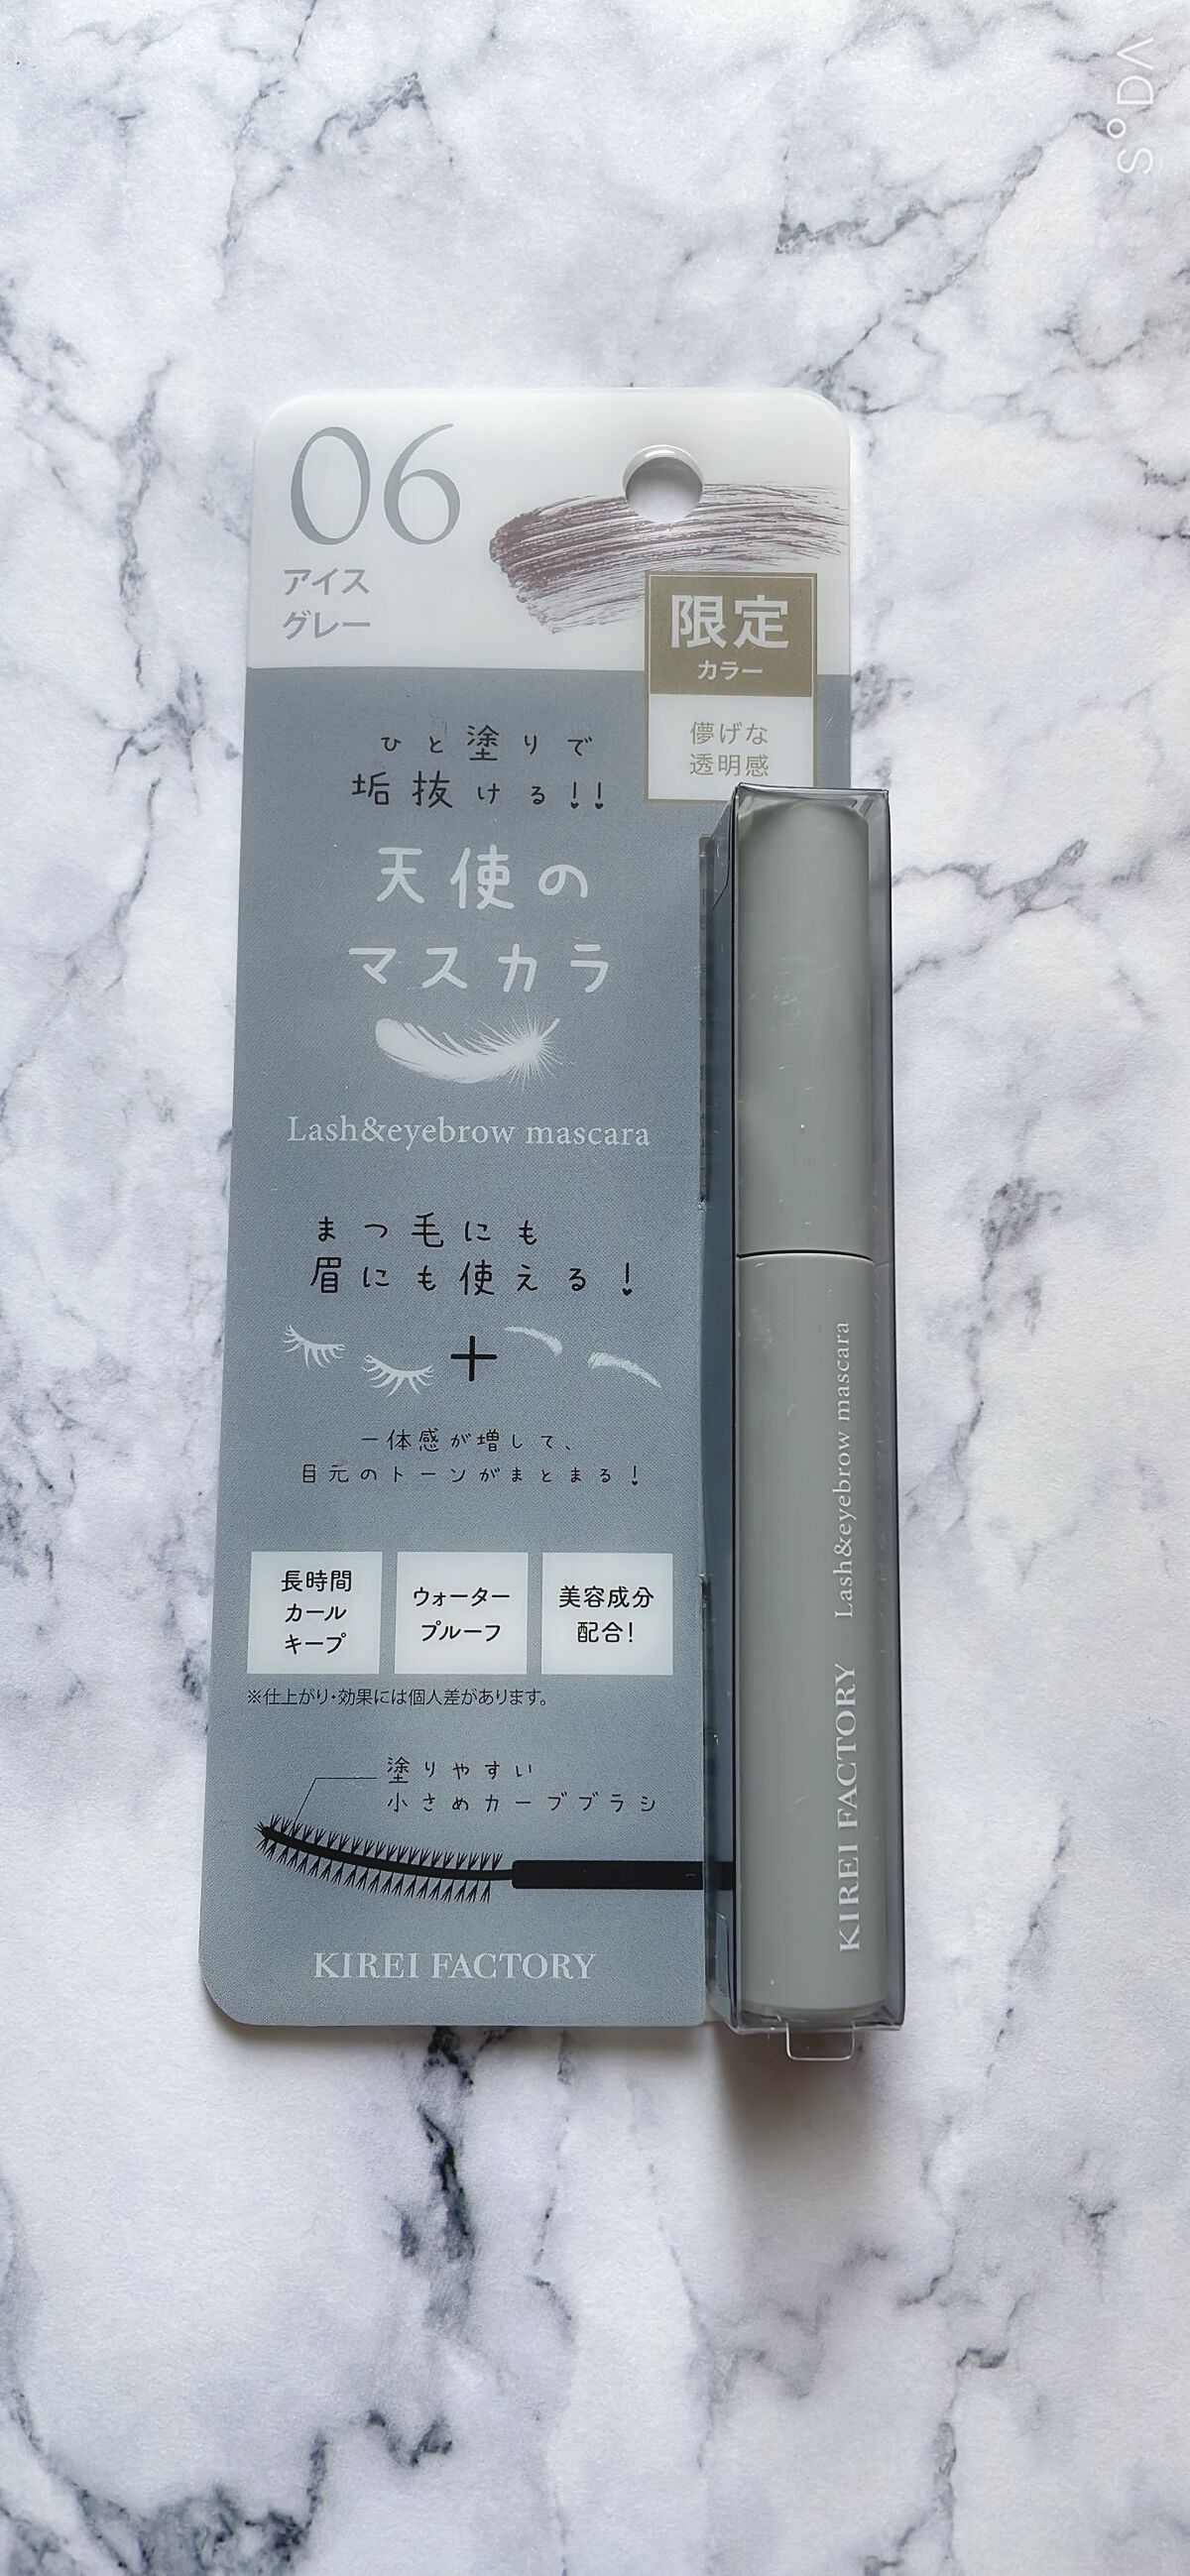 VDoS
06
アイス
グレー
限定
カラー
儚げな
透明感
ひと塗りで
垢抜ける!!
天使の
マスカラ
Lash&eyebrow mascara
まつ毛にも
眉にも使える!
+
一体感が増して、
目元のトーンがまとまる!
長時間
カール
キープ
ウォーター
プルーフ
美容成分
配合!
※仕上がり・効果には個人差があります。
塗りやすい
小さめカーブブラシ
KIREI FACTORY
KIREI FACTORY Lash&eyebrow mascara